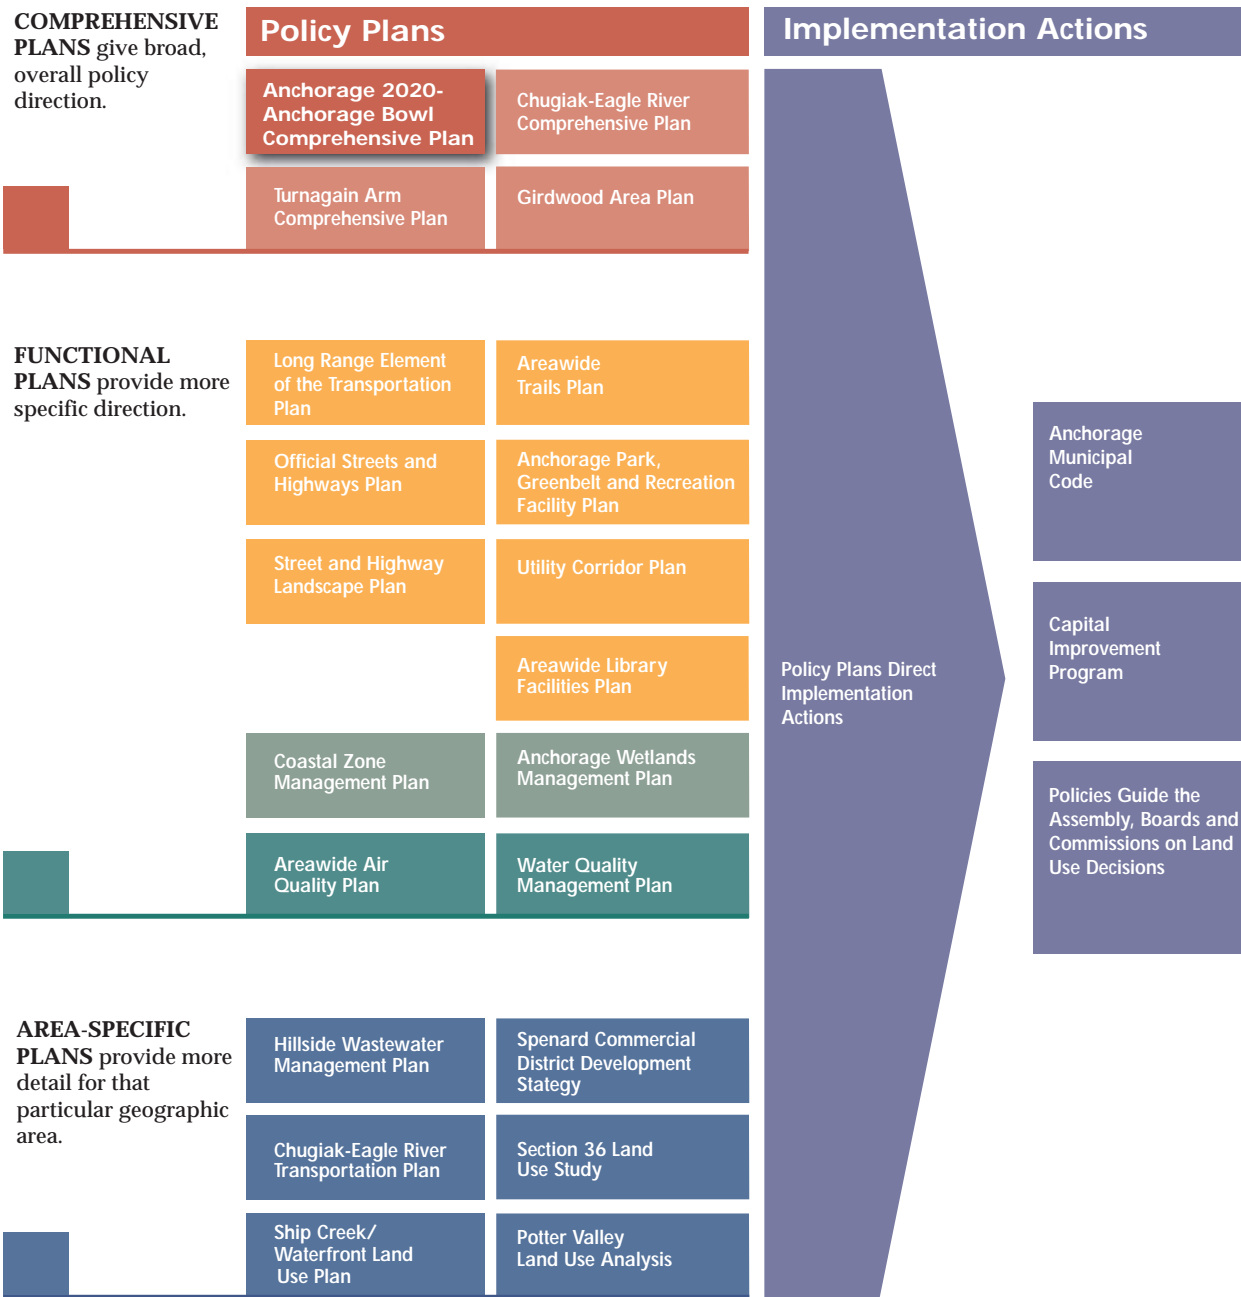 COMPREHENSIVE
PLANS give broad,
overall policy
direction.
Policy Plans
Implementation Actions
Anchorage 2020-
Anchorage Bowl
Comprehensive Plan
Chugiak-Eagle River
Comprehensive Plan
Turnagain Arm
Comprehensive Plan
Girdwood Area Plan
FUNCTIONAL
PLANS provide more
specific direction.
Long Range Element
of the Transportation
Plan
Areawide
Trails Plan
Official Streets and
Highways Plan
Anchorage Park,
Greenbelt and Recreation
Facility Plan
Street and Highway
Landscape Plan
Utility Corridor Plan
Areawide Library
Facilities Plan
Coastal Zone
Management Plan
Anchorage Wetlands
Management Plan
Areawide Air
Quality Plan
Water Quality
Management Plan
AREA-SPECIFIC
PLANS provide more
detail for that
particular geographic
area.
Hillside Wastewater
Management Plan
Spenard Commercial
District Development
Stategy
Chugiak-Eagle River
Transportation Plan
Section 36 Land
Use Study
Ship Creek/
Waterfront Land
Use Plan
Potter Valley
Land Use Analysis
Policy Plans Direct
Implementation
Actions
Anchorage
Municipal
Code
Capital
Improvement
Program
Policies Guide the
Assembly, Boards and
Commissions on Land
Use Decisions